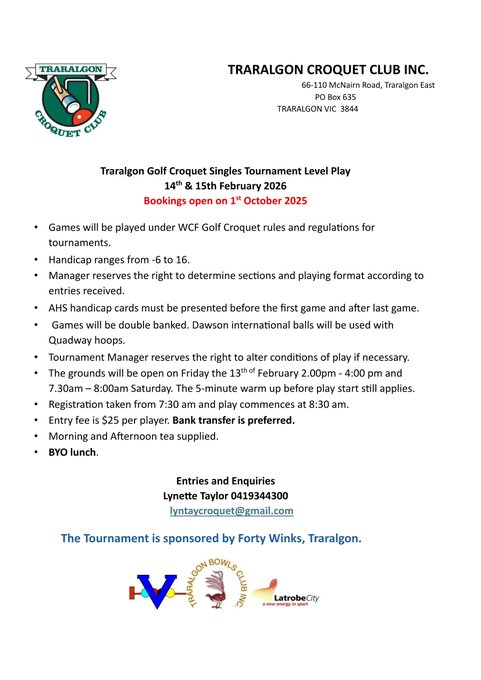 TRARALGON
CROQUET CLUB
TRARALGON CROQUET CLUB INC.
66-110 McNairn Road, Traralgon East
PO Box 635
TRARALGON VIC  3844
Traralgon Golf Croquet Singles Tournament Level Play
14th & 15th February 2026
Bookings open on 1st October 2025
• Games will be played under WCF Golf Croquet rules and regulations for
tournaments.
• Handicap ranges from -6 to 16.
• Manager reserves the right to determine sections and playing format according to
entries received.
• AHS handicap cards must be presented before the first game and after last game.
• Games will be double banked. Dawson international balls will be used with
Quadway hoops.
• Tournament Manager reserves the right to alter conditions of play if necessary.
• The grounds will be open on Friday the 13th of February 2.00pm - 4:00 pm and
7.30am – 8:00am Saturday. The 5-minute warm up before play start still applies.
• Registration taken from 7:30 am and play commences at 8:30 am.
• Entry fee is $25 per player. Bank transfer is preferred.
• Morning and Afternoon tea supplied.
• BYO lunch.
Entries and Enquiries
Lynette Taylor 0419344300
lyntaycroquet@gmail.com
The Tournament is sponsored by Forty Winks, Traralgon.
V
TRARALGON BOWLS CLUB INC.
LatrobeCity
a new energy in sport